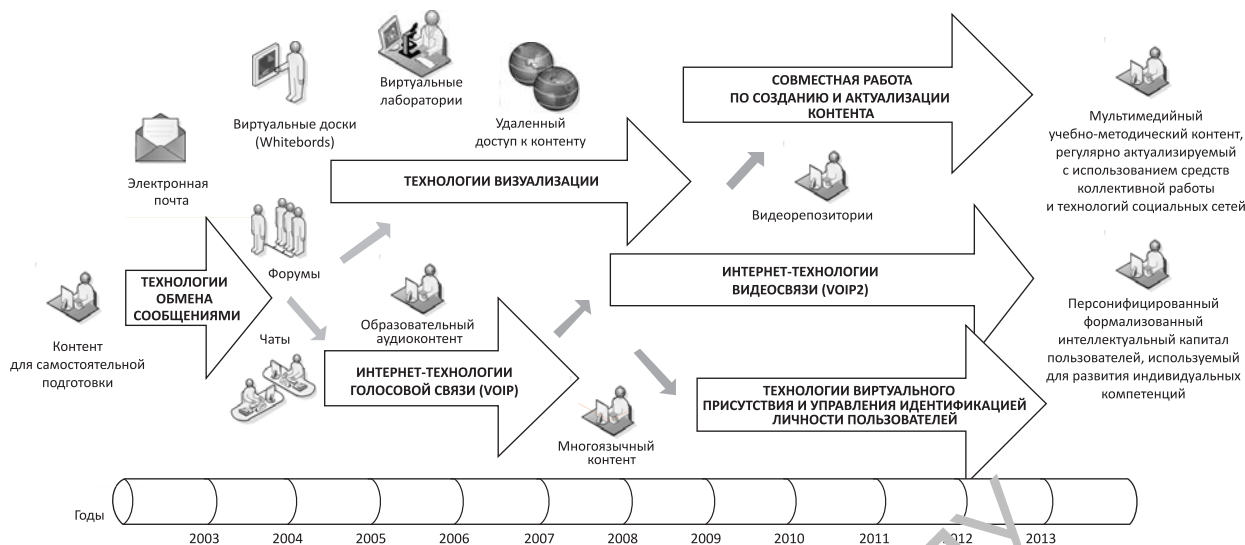 Виртуальные
лаборатории
Виртуальные доски
(Whitebords)
Удаленный
доступ к контенту
СОВМЕСТНАЯ РАБОТА
ПО СОЗДАНИЮ И АКТУАЛИЗАЦИИ
КОНТЕНТА
Мультимедийный
учебно-методический контент,
регулярно актуализируемый
с использованием средств
коллективной работы
и технологий социальных сетей
Электронная
почта
ТЕХНОЛОГИИ ВИЗУАЛИЗАЦИИ
Видеорепозитории
Форумы
ТЕХНОЛОГИИ
ОБМЕНА
СООБЩЕНИЯМИ
ИНТЕРНЕТ-ТЕХНОЛОГИИ
ВИДЕОСВЯЗИ (VOIP2)
Персонифицированный
формализованный
интеллектуальный капитал
пользователей, используемый
для развития индивидуальных
компетенций
Контент
для самостоятельной
подготовки
Чаты
Образовательный
аудиоконтент
ИНТЕРНЕТ-ТЕХНОЛОГИИ
ГОЛОСОВОЙ СВЯЗИ (VOIP)
ТЕХНОЛОГИИ ВИРТУАЛЬНОГО
ПРИСУТСТВИЯ И УПРАВЛЕНИЯ ИДЕНТИФИКАЦИЕЙ
ЛИЧНОСТИ ПОЛЬЗОВАТЕЛЕЙ
Многоязычный
контент
Годы
2003 2004 2005 2006 2007 2008 2009 2010 2011 2012 2013